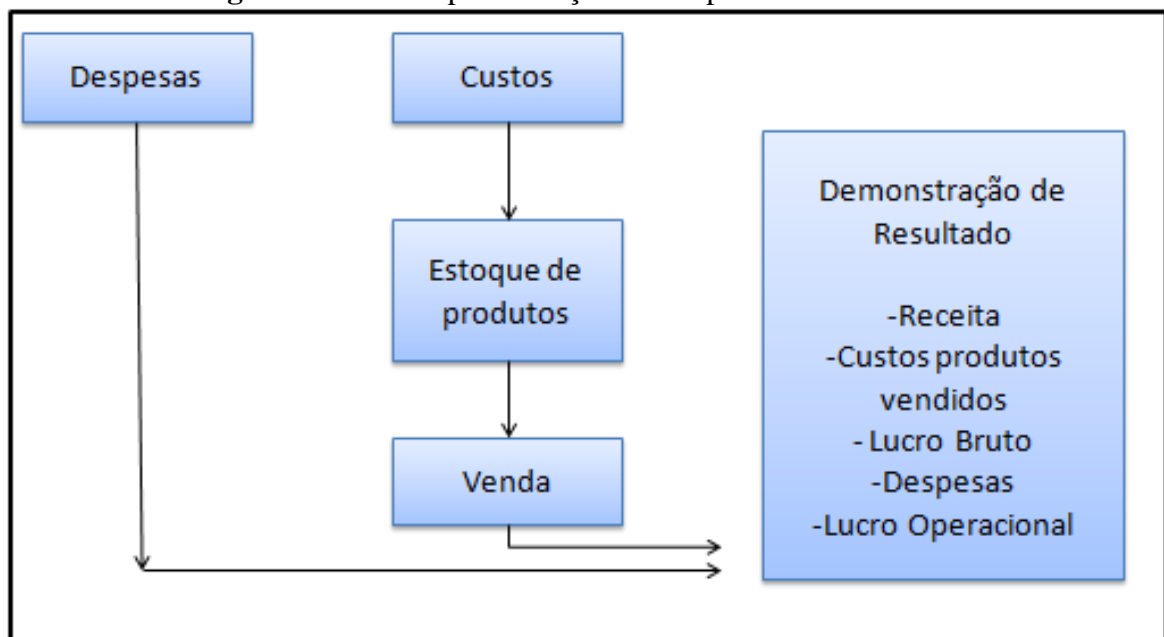 Despesas
Custos
Estoque de
produtos
Venda
Demonstração de
Resultado
-Receita
-Custos produtos
vendidos
- Lucro Bruto
-Despesas
-Lucro Operacional